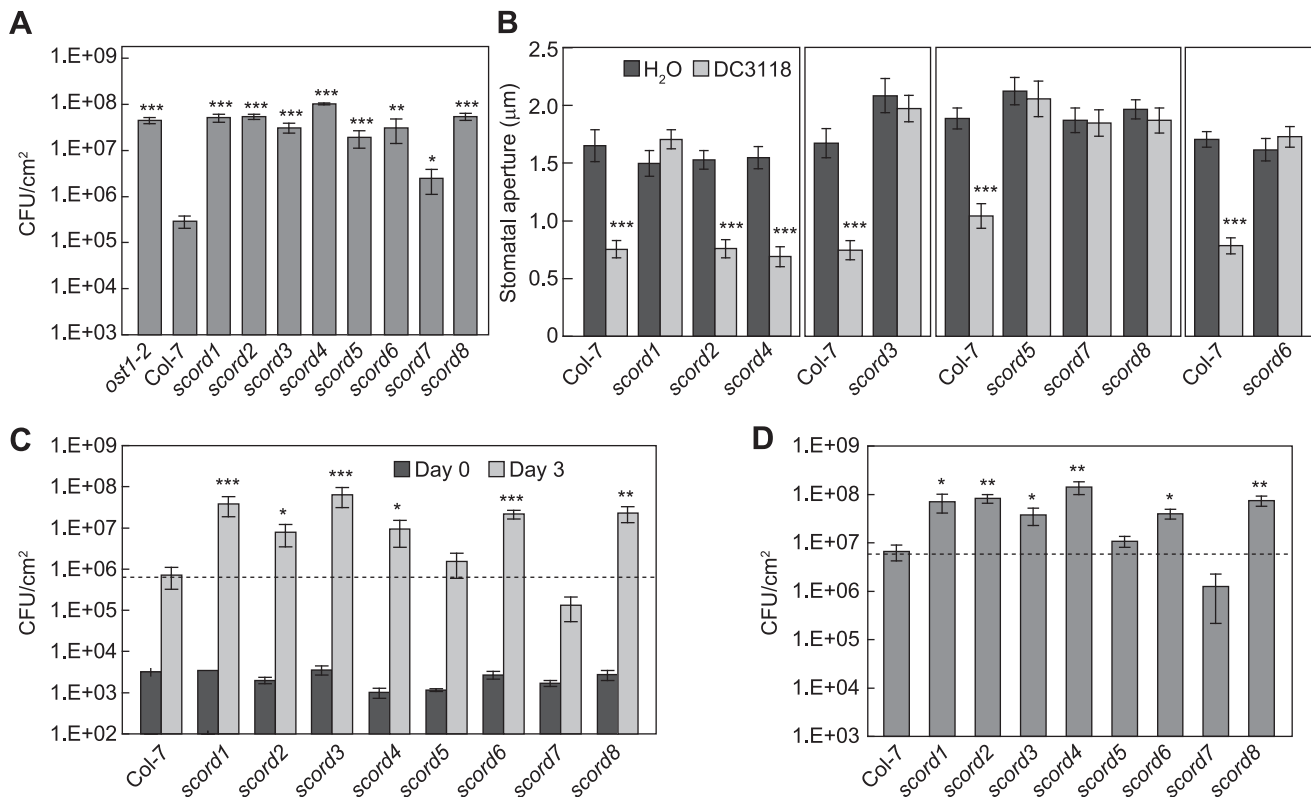 A
1.E+09
1.E+08
1.E+07
1.E+06
1.E+05
1.E+04
1.E+03
CFU/cm²
*** *** *** *** *** *** ** * ***
ost1-2 Col-7 scord1 scord2 scord3 scord4 scord5 scord6 scord7 scord8
B
2.5
2.0
1.5
1.0
0.5
0
Stomatal aperture (μm)
H₂O DC3118
*** *** *** *** *** ***
Col-7 scord1 scord2 scord4 Col-7 scord3 Col-7 scord5 scord7 scord8 Col-7 scord6
C
1.E+09
1.E+08
1.E+07
1.E+06
1.E+05
1.E+04
1.E+03
1.E+02
CFU/cm²
Day 0 Day 3
*** * *** * *** **
Col-7 scord1 scord2 scord3 scord4 scord5 scord6 scord7 scord8
D
1.E+09
1.E+08
1.E+07
1.E+06
1.E+05
1.E+04
1.E+03
CFU/cm²
* ** * ** * **
Col-7 scord1 scord2 scord3 scord4 scord5 scord6 scord7 scord8